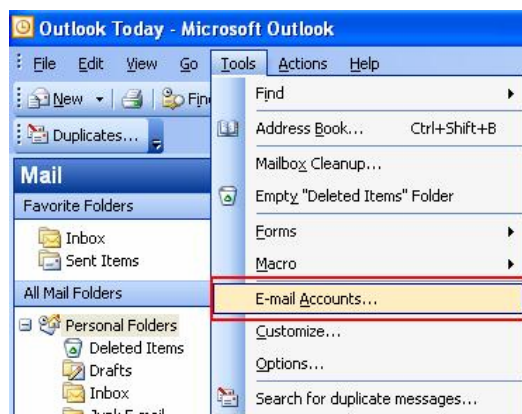 Outlook Today - Microsoft Outlook
File Edit View Go Tools Actions Help
New
Duplicates...
Mail
Favorite Folders
Inbox
Sent Items
All Mail Folders
Personal Folders
Deleted Items
Drafts
Inbox
Find
Address Book... Ctrl+Shift+B
Mailbox Cleanup...
Empty "Deleted Items" Folder
Forms
Macro
E-mail Accounts...
Customize...
Options...
Search for duplicate messages...